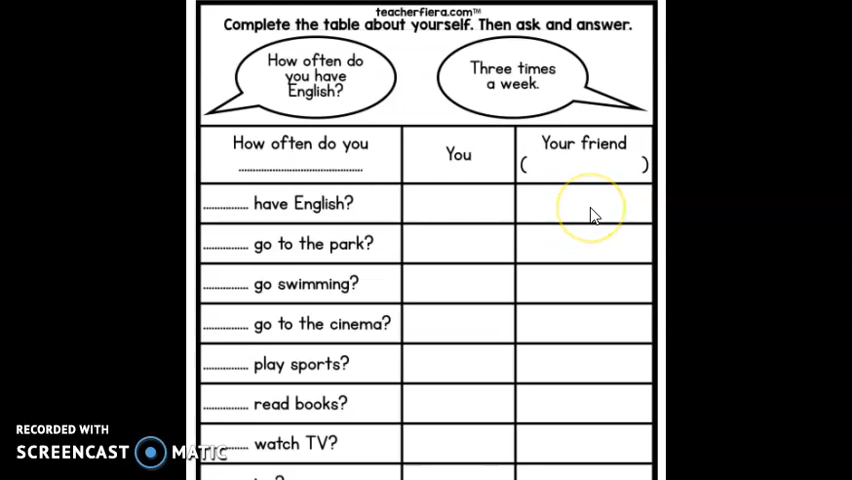 teacherfiera.com™
Complete the table about yourself. Then ask and answer.
How often do
you have
English?
Three times
a week.
How often do you
.............................................
You
Your friend
( )
................ have English?
................ go to the park?
................ go swimming?
................ go to the cinema?
................ play sports?
................ read books?
........ watch TV?
RECORDED WITH
SCREENCAST MATIC